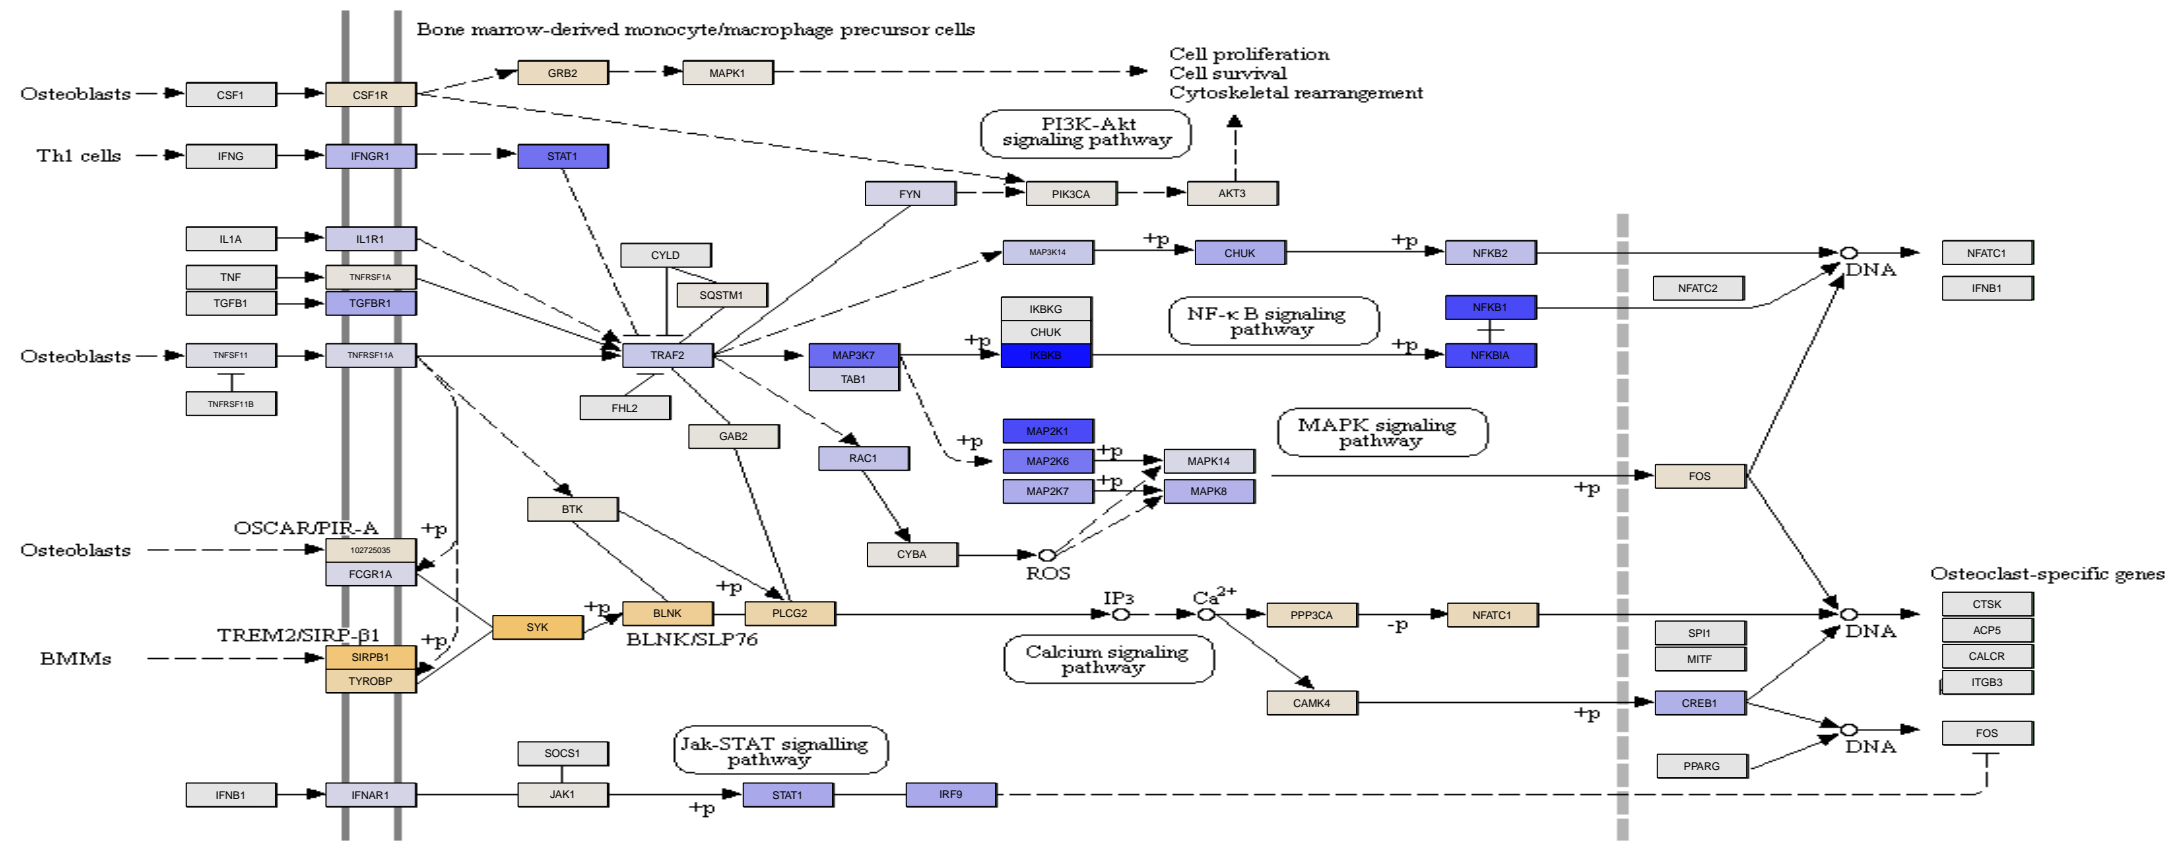 Bone marrow-derived monocyte/macrophage precursor cells
Osteoblasts
CSF1
CSF1R
GRB2
MAPK1
Cell proliferation
Cell survival
Cytoskeletal rearrangement
PI3K-Akt
signaling pathway
Th1 cells
IFNG
IFNGR1
STAT1
FYN
PIK3CA
AKT3
IL1A
IL1R1
TNF
TNFRSF1A
TGFB1
TGFBR1
CYLD
SQSTM1
MAP3K14
+p
CHUK
+p
NFKB2
DNA
NFATC1
IFNB1
NFATC2
IKBKG
CHUK
IKBKB
NF-κ B signaling
pathway
NFKB1
NFKBIA
Osteoblasts
TNFSF11
TNFRSF11A
TRAF2
MAP3K7
TAB1
+p
+p
TNFRSF11B
FHL2
GAB2
RAC1
+p
MAP2K1
MAP2K6
MAP2K7
+p
+p
MAPK14
MAPK8
MAPK signaling
pathway
+p
FOS
BTK
CYBA
ROS
OSCAR/PIR-A
+p
Osteoblasts
102725035
FCGR1A
TREM2/SIRP-β1
+p
BMMs
SIRPB1
TYROBP
SYK
+p
BLNK
BLNK/SLP76
+p
PLCG2
IP3
Ca2+
Calcium signaling
pathway
PPP3CA
-p
NFATC1
CAMK4
+p
SPI1
MITF
CREB1
PPARG
DNA
DNA
Osteoclast-specific genes
CTSK
ACP5
CALCR
ITGB3
FOS
SOCS1
Jak-STAT signalling
pathway
IFNB1
IFNAR1
JAK1
+p
STAT1
IRF9